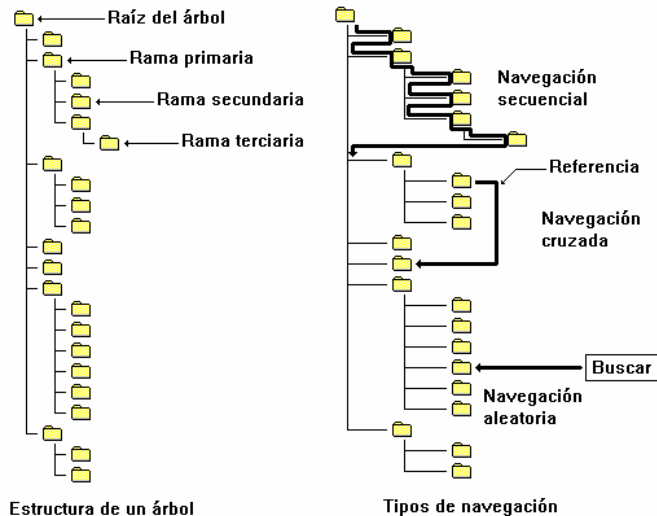 Raíz del árbol
Rama primaria
Rama secundaria
Rama terciaria
Estructura de un árbol
Navegación
secuencial
Referencia
Navegación
cruzada
Buscar
Navegación
aleatoria
Tipos de navegación